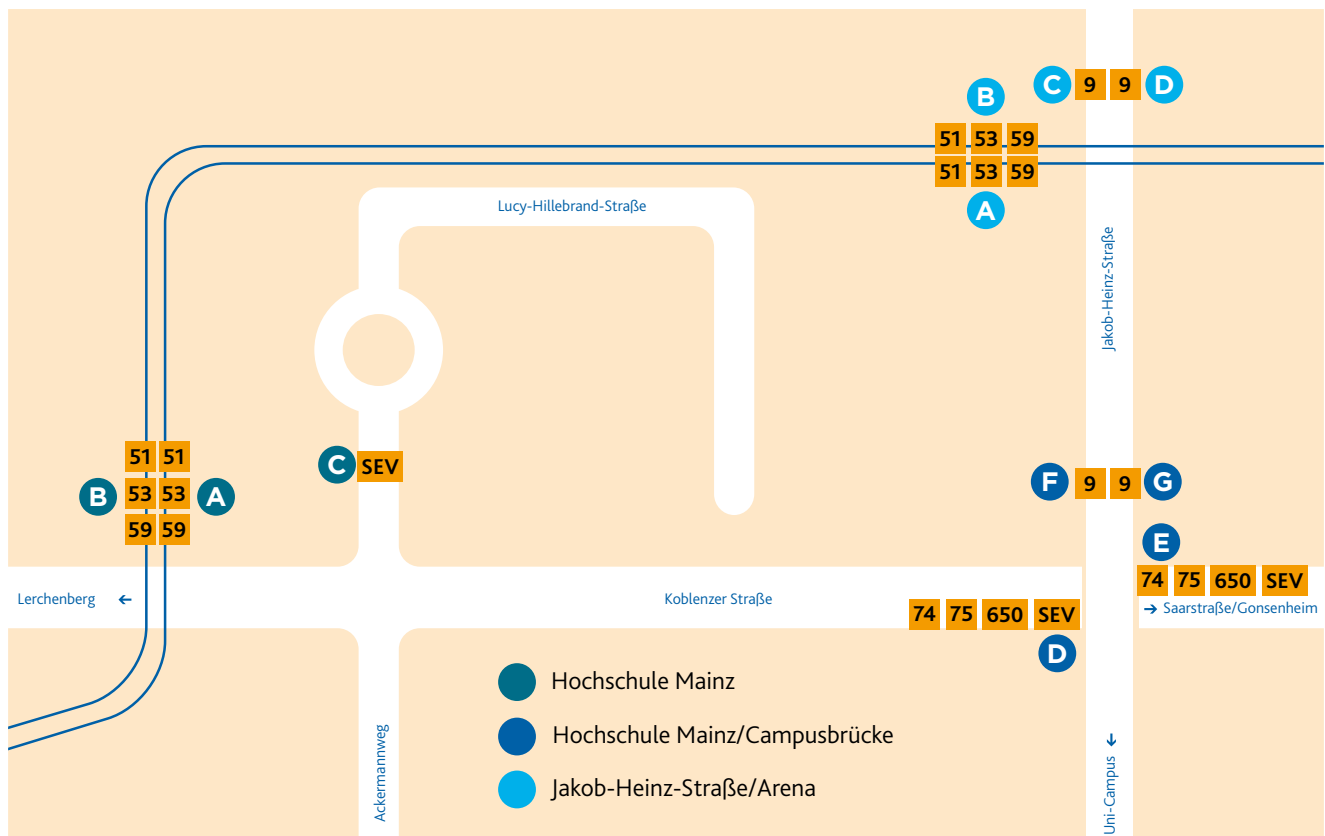 C 9 9 D
B
51 53 59
51 53 59
A
Lucy-Hillebrand-Straße
Jakob-Heinz-Straße
51 51
B 53 53 A
59 59
C SEV
F 9 9 G
E
74 75 650 SEV
→ Saarstraße/Gonsenheim
Lerchenberg ←
Koblenzer Straße
74 75 650 SEV
D
Hochschule Mainz
Hochschule Mainz/Campusbrücke
Jakob-Heinz-Straße/Arena
Ackermannweg
Uni-Campus ←